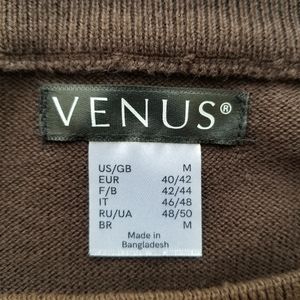 VENUS®
US/GB M
EUR 40/42
F/B 42/44
IT 46/48
RU/UA 48/50
BR M
Made in
Bangladesh